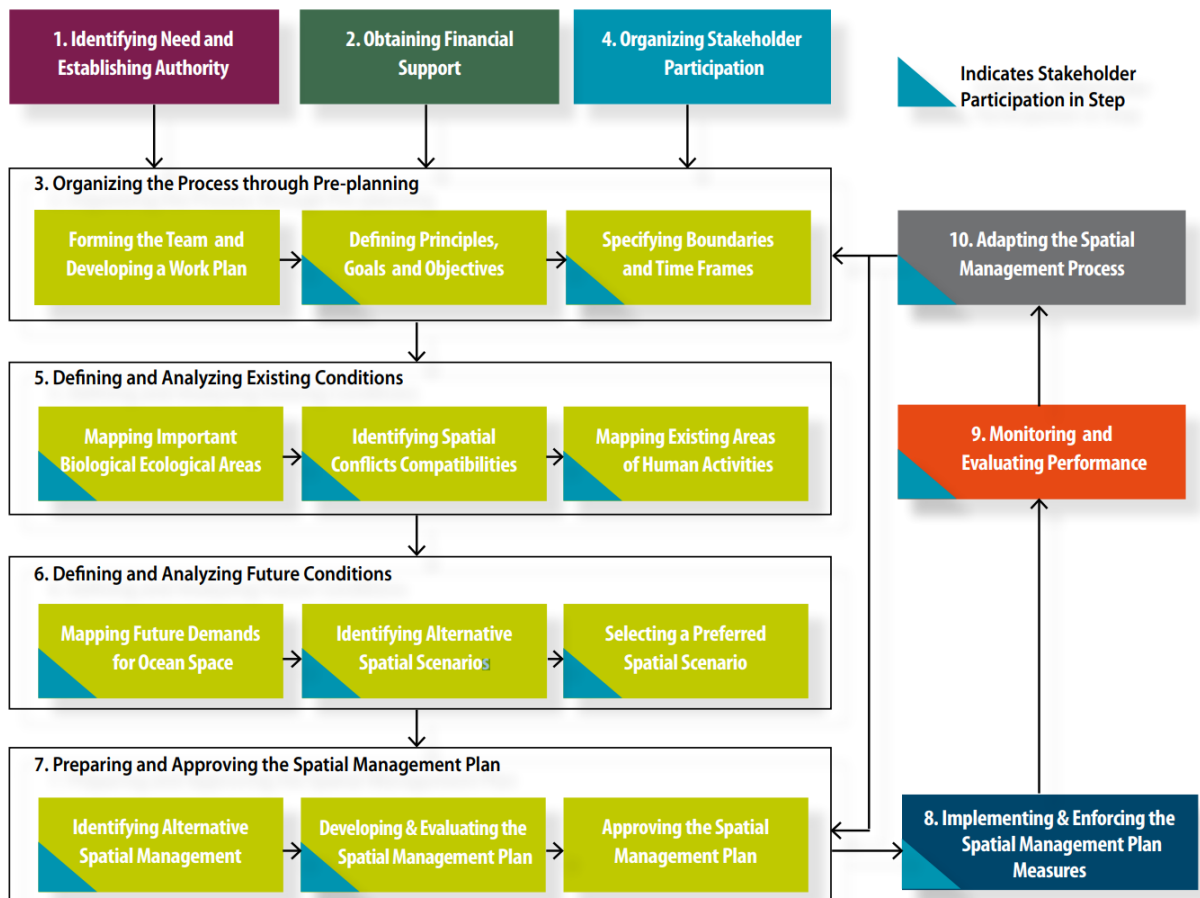 1. Identifying Need and
Establishing Authority
2. Obtaining Financial
Support
4. Organizing Stakeholder
Participation
Indicates Stakeholder
Participation in Step
3. Organizing the Process through Pre-planning
Forming the Team and
Developing a Work Plan
Defining Principles,
Goals and Objectives
Specifying Boundaries
and Time Frames
10. Adapting the Spatial
Management Process
5. Defining and Analyzing Existing Conditions
Mapping Important
Biological Ecological Areas
Identifying Spatial
Conflicts Compatibilities
Mapping Existing Areas
of Human Activities
9. Monitoring and
Evaluating Performance
6. Defining and Analyzing Future Conditions
Mapping Future Demands
for Ocean Space
Identifying Alternative
Spatial Scenarios
Selecting a Preferred
Spatial Scenario
7. Preparing and Approving the Spatial Management Plan
Identifying Alternative
Spatial Management
Developing & Evaluating the
Spatial Management Plan
Approving the Spatial
Management Plan
8. Implementing & Enforcing the
Spatial Management Plan
Measures